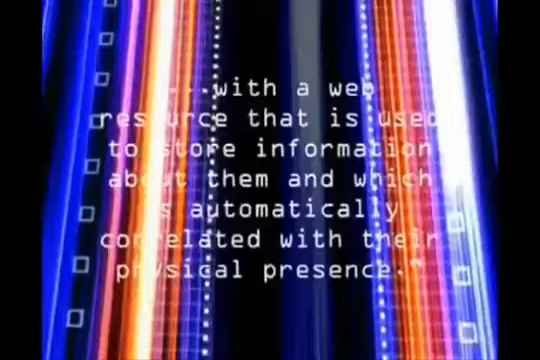 ...with a web
resource that is used
to store information
about them and which
is automatically
correlated with their
physical presence."